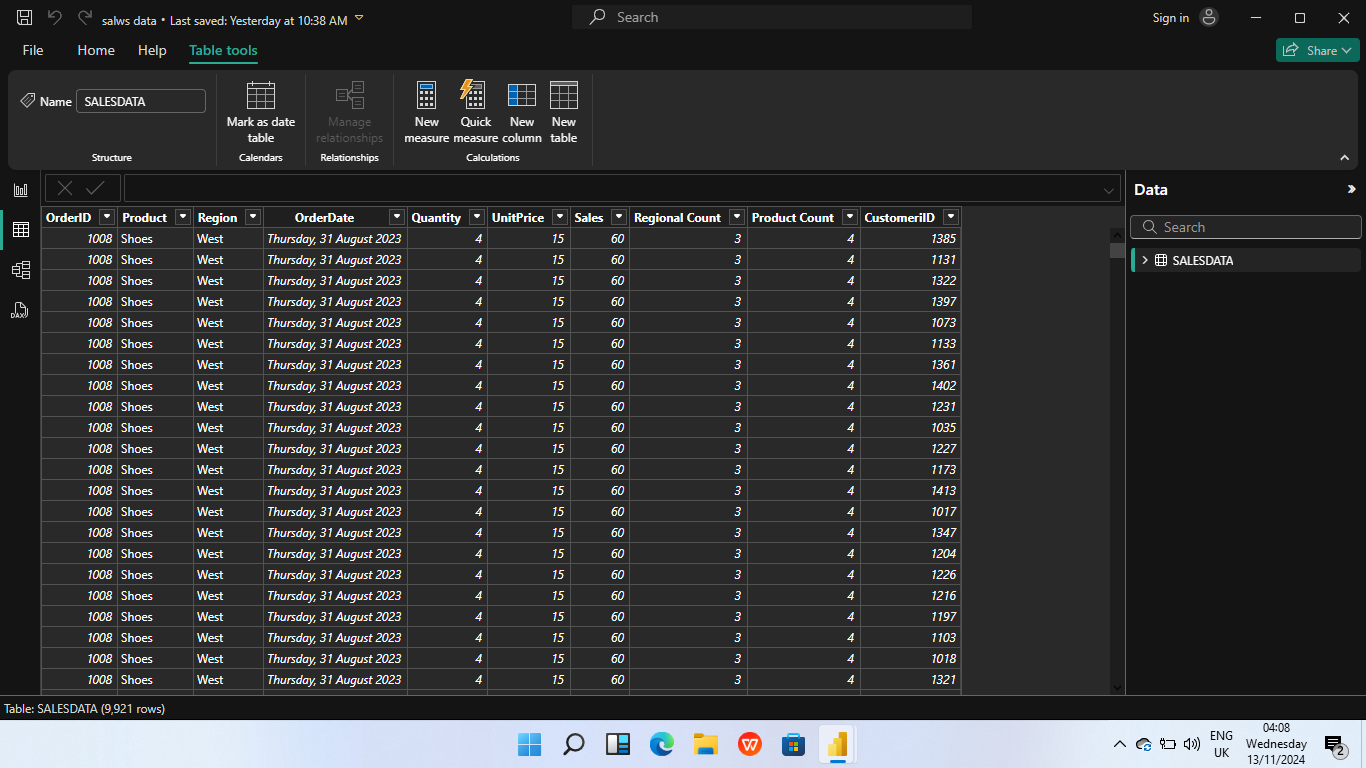 salws data • Last saved: Yesterday at 10:38 AM
Search
Sign in
File Home Help Table tools
Share
Name SALESDATA
Mark as date table
Manage relationships
New measure
Quick measure
New column
New table
Structure Calendars Relationships Calculations
Data
Search
SALESDATA
DAX
OrderID Product Region OrderDate Quantity UnitPrice Sales Regional Count Product Count CustomeriID
1008 Shoes West Thursday, 31 August 2023 4 15 60 3 4 1385
1008 Shoes West Thursday, 31 August 2023 4 15 60 3 4 1131
1008 Shoes West Thursday, 31 August 2023 4 15 60 3 4 1322
1008 Shoes West Thursday, 31 August 2023 4 15 60 3 4 1397
1008 Shoes West Thursday, 31 August 2023 4 15 60 3 4 1073
1008 Shoes West Thursday, 31 August 2023 4 15 60 3 4 1133
1008 Shoes West Thursday, 31 August 2023 4 15 60 3 4 1361
1008 Shoes West Thursday, 31 August 2023 4 15 60 3 4 1402
1008 Shoes West Thursday, 31 August 2023 4 15 60 3 4 1231
1008 Shoes West Thursday, 31 August 2023 4 15 60 3 4 1035
1008 Shoes West Thursday, 31 August 2023 4 15 60 3 4 1227
1008 Shoes West Thursday, 31 August 2023 4 15 60 3 4 1173
1008 Shoes West Thursday, 31 August 2023 4 15 60 3 4 1413
1008 Shoes West Thursday, 31 August 2023 4 15 60 3 4 1017
1008 Shoes West Thursday, 31 August 2023 4 15 60 3 4 1347
1008 Shoes West Thursday, 31 August 2023 4 15 60 3 4 1204
1008 Shoes West Thursday, 31 August 2023 4 15 60 3 4 1226
1008 Shoes West Thursday, 31 August 2023 4 15 60 3 4 1216
1008 Shoes West Thursday, 31 August 2023 4 15 60 3 4 1197
1008 Shoes West Thursday, 31 August 2023 4 15 60 3 4 1103
1008 Shoes West Thursday, 31 August 2023 4 15 60 3 4 1018
1008 Shoes West Thursday, 31 August 2023 4 15 60 3 4 1321
Table: SALESDATA (9,921 rows)
W
ENG
UK
04:08
Wednesday
13/11/2024
2